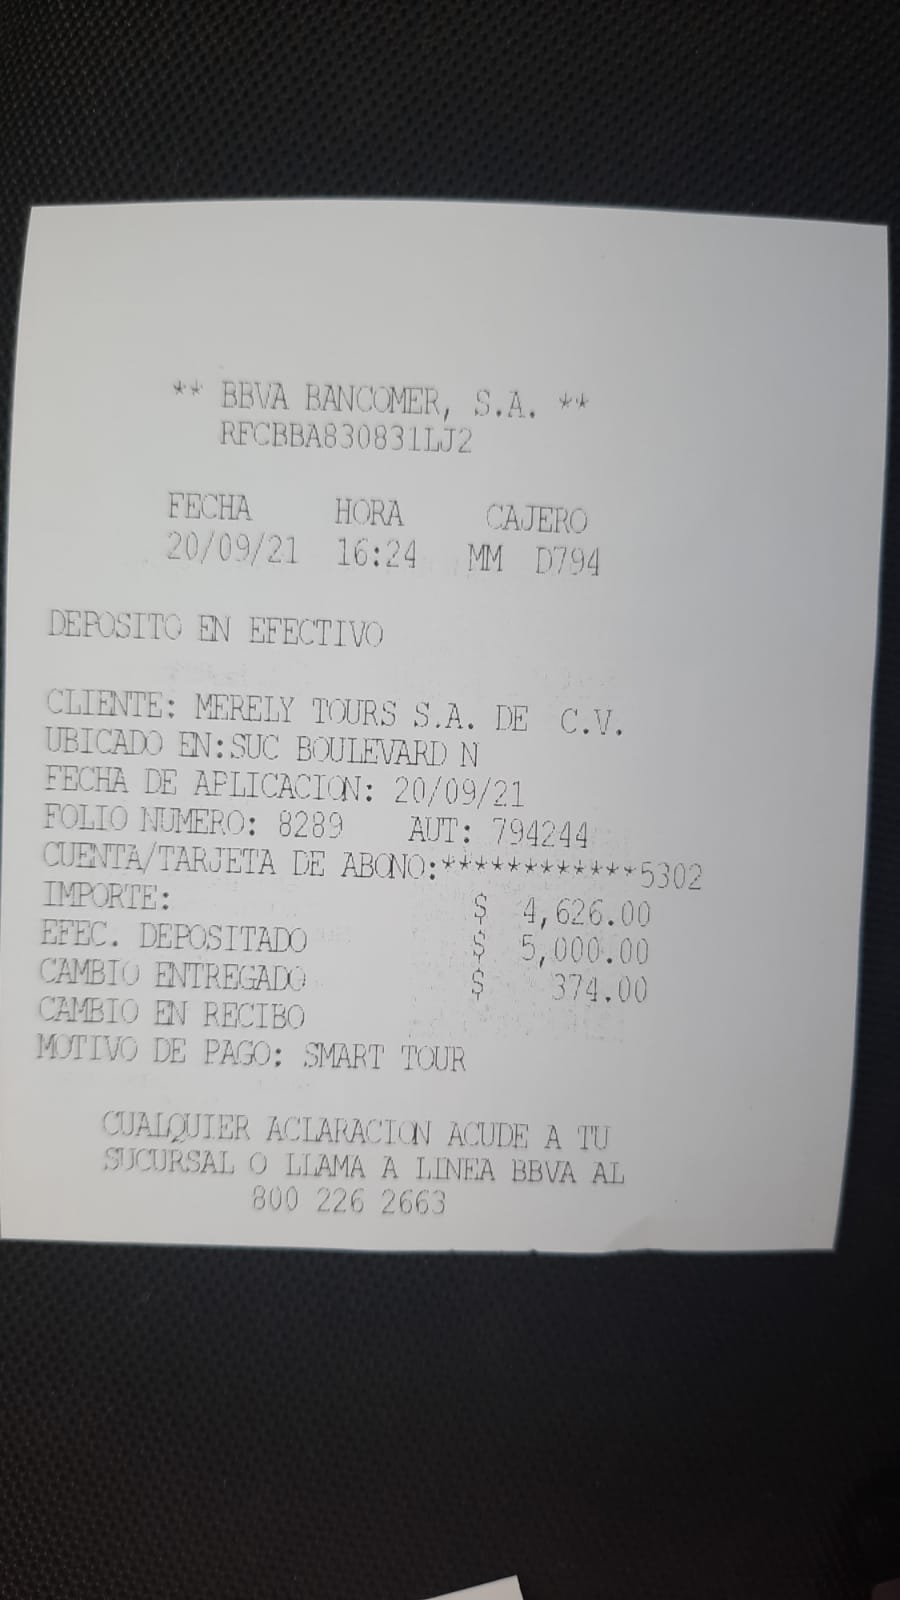 ** BBVA BANCOMER, S.A. **
RFCBBA830831LJ2
FECHA HORA CAJERO
20/09/21 16:24 MM D794
DEPOSITO EN EFECTIVO
CLIENTE: MERELY TOURS S.A. DE C.V.
UBICADO EN:SUC BOULEVARD N
FECHA DE APLICACION: 20/09/21
FOLIO NUMERO: 8289 AUT: 794244
CUENTA/TARJETA DE ABONO:************5302
IMPORTE: $ 4,626.00
EFEC. DEPOSITADO $ 5,000.00
CAMBIO ENTREGADO $ 374.00
CAMBIO EN RECIBO
MOTIVO DE PAGO: SMART TOUR
CUALQUIER ACLARACION ACUDE A TU
SUCURSAL O LLAMA A LINEA BBVA AL
800 226 2663